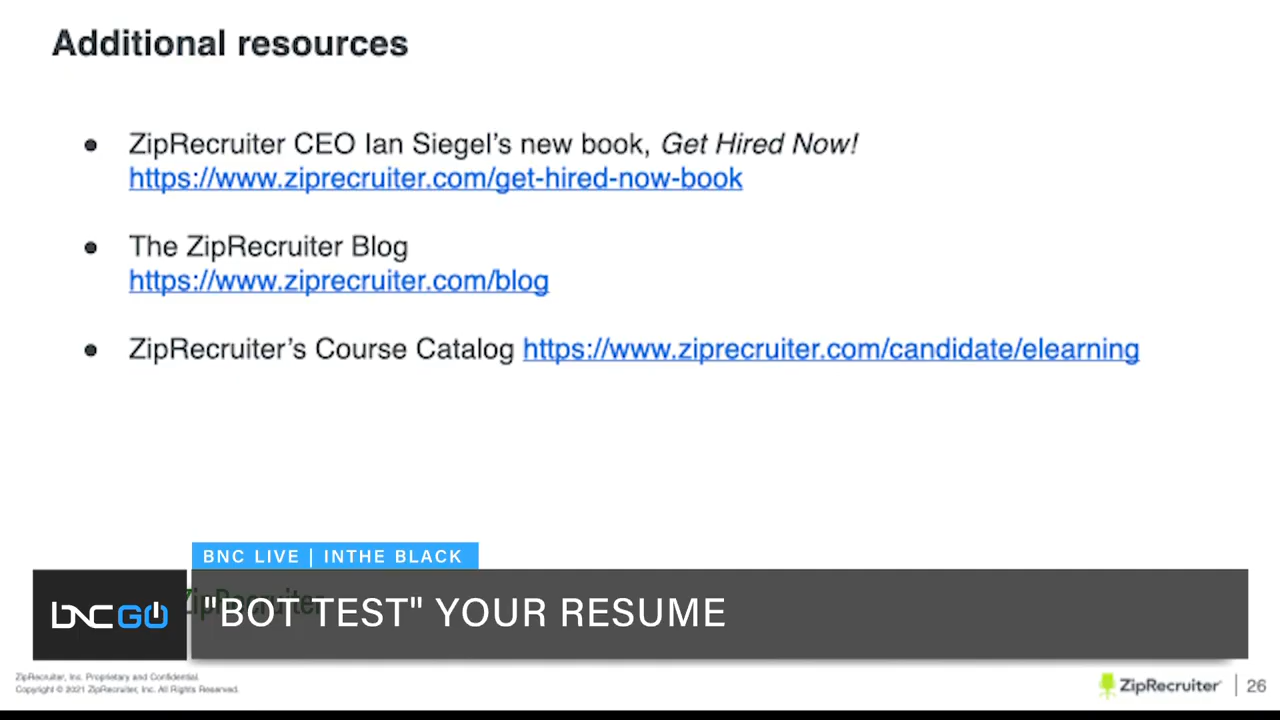 Additional resources
● ZipRecruiter CEO Ian Siegel's new book, Get Hired Now!
https://www.ziprecruiter.com/get-hired-now-book
● The ZipRecruiter Blog
https://www.ziprecruiter.com/blog
● ZipRecruiter's Course Catalog https://www.ziprecruiter.com/candidate/elearning
BNC LIVE | INTHE BLACK
BNC GO
ZipRecruiter
"BOT TEST" YOUR RESUME
ZipRecruiter, Inc. Proprietary and Confidential.
Copyright © 2021 ZipRecruiter, Inc. All Rights Reserved.
ZipRecruiter | 26